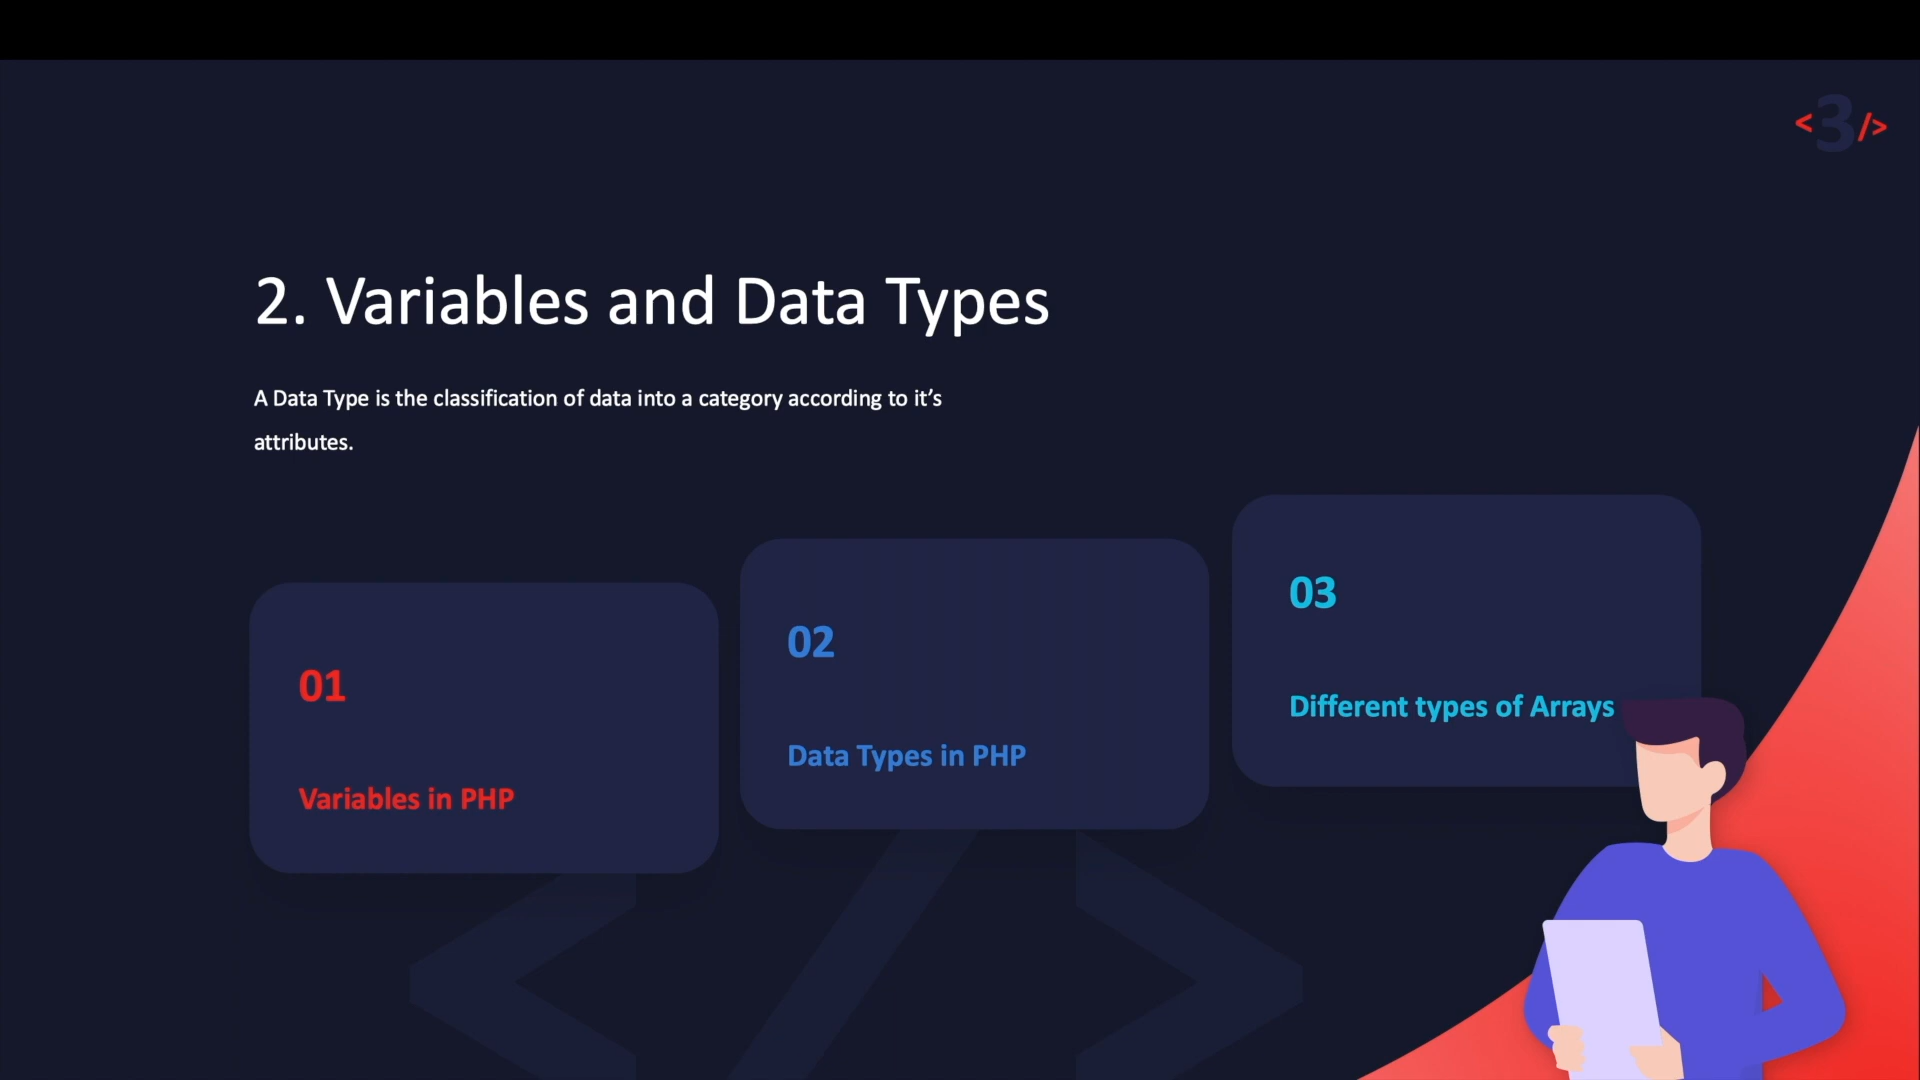 <3/>
2. Variables and Data Types
A Data Type is the classification of data into a category according to it’s
attributes.
01
Variables in PHP
02
Data Types in PHP
03
Different types of Arrays